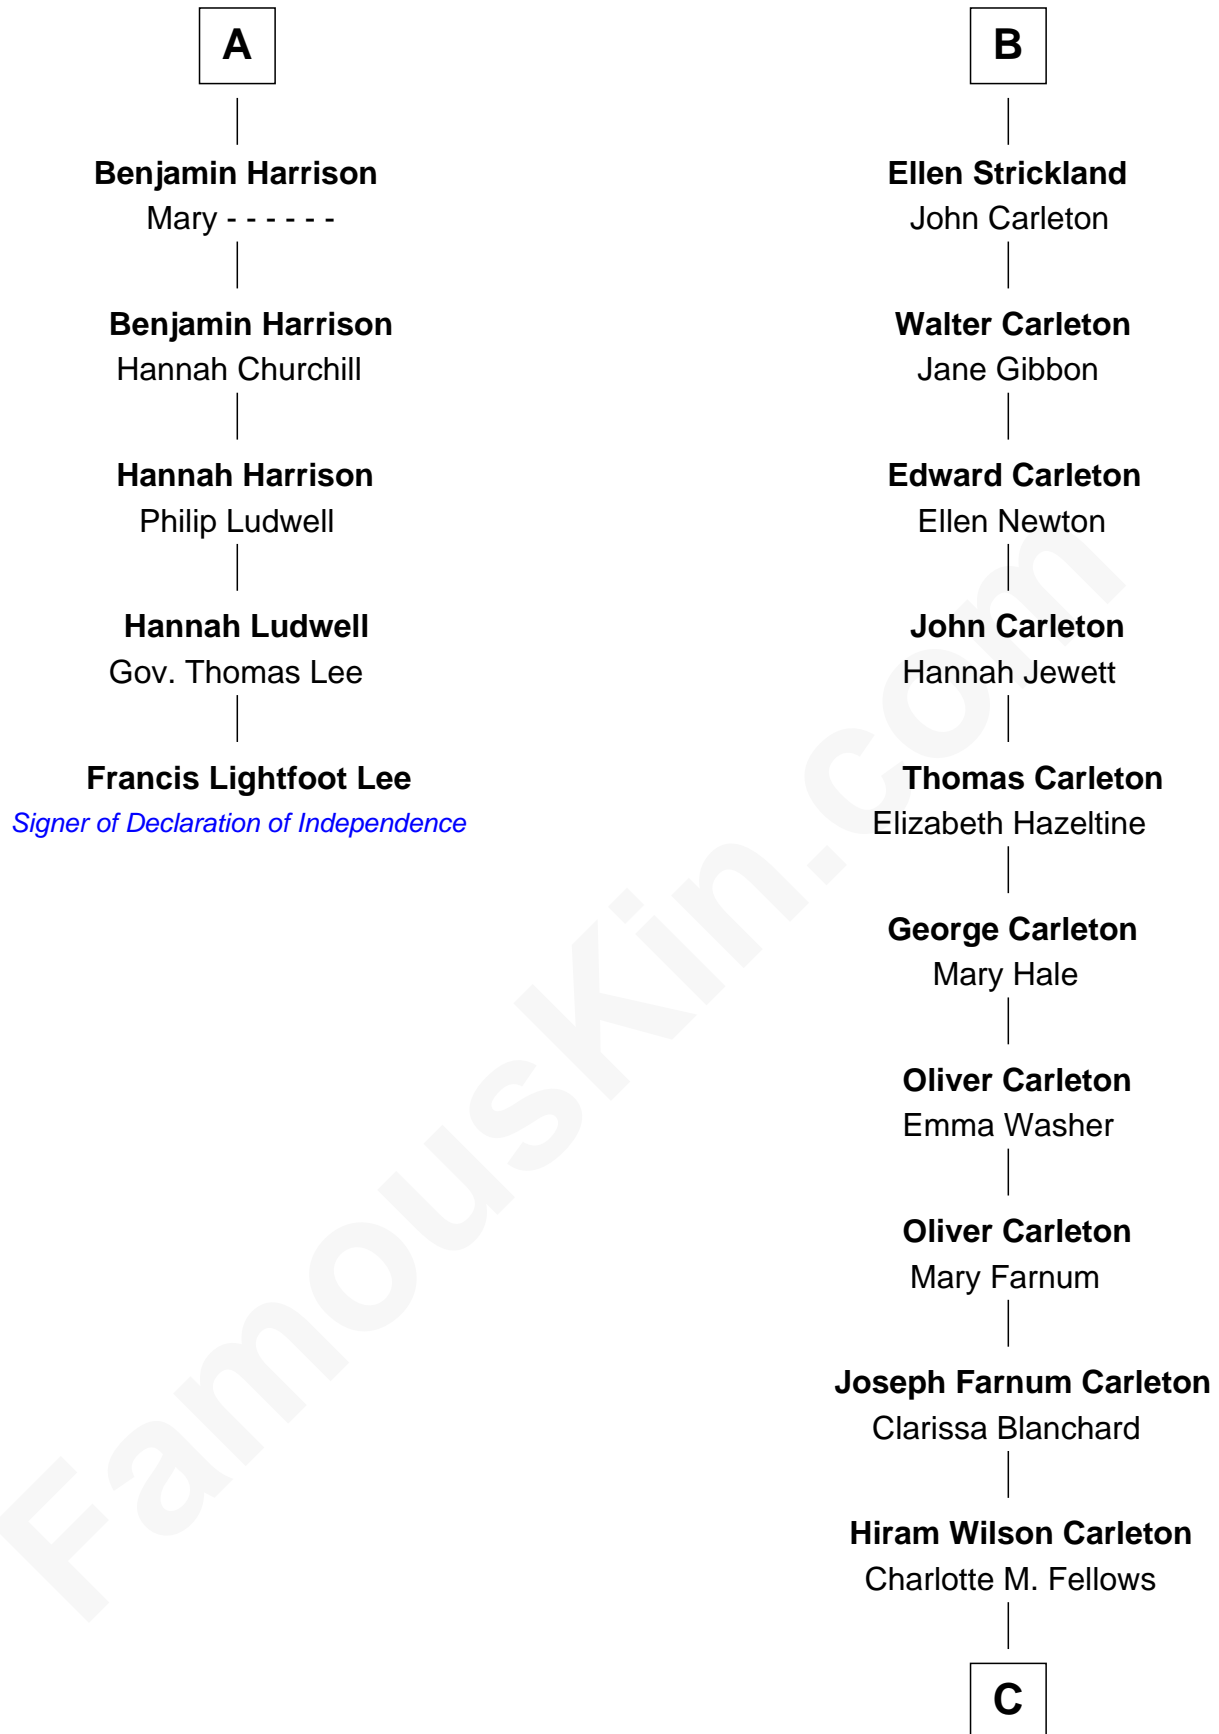 A
Benjamin Harrison
Mary - - - - - -
Benjamin Harrison
Hannah Churchill
Hannah Harrison
Philip Ludwell
Hannah Ludwell
Gov. Thomas Lee
Francis Lightfoot Lee
Signer of Declaration of Independence
B
Ellen Strickland
John Carleton
Walter Carleton
Jane Gibbon
Edward Carleton
Ellen Newton
John Carleton
Hannah Jewett
Thomas Carleton
Elizabeth Hazeltine
George Carleton
Mary Hale
Oliver Carleton
Emma Washer
Oliver Carleton
Mary Farnum
Joseph Farnum Carleton
Clarissa Blanchard
Hiram Wilson Carleton
Charlotte M. Fellows
C
FamousKin.com